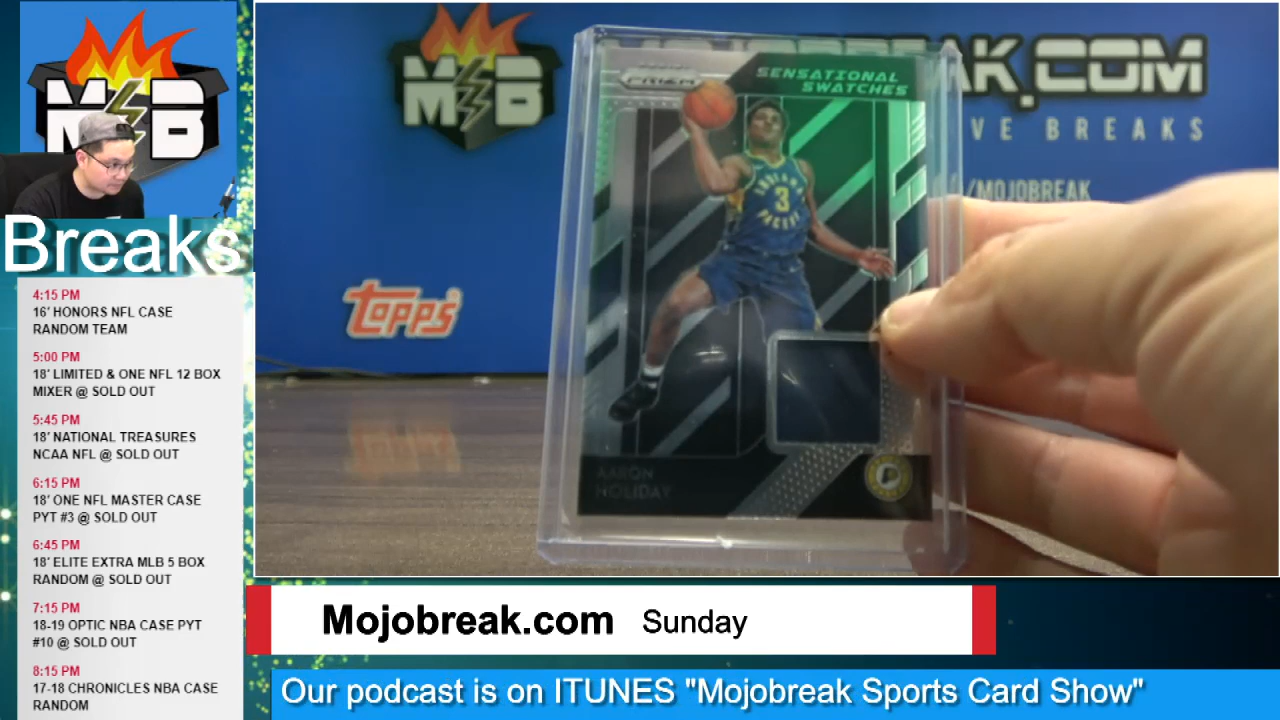 M B
Breaks
4:15 PM
16' HONORS NFL CASE
RANDOM TEAM
5:00 PM
18' LIMITED & ONE NFL 12 BOX
MIXER @ SOLD OUT
5:45 PM
18' NATIONAL TREASURES
NCAA NFL @ SOLD OUT
6:15 PM
18' ONE NFL MASTER CASE
PYT #3 @ SOLD OUT
6:45 PM
18' ELITE EXTRA MLB 5 BOX
RANDOM @ SOLD OUT
7:15 PM
18-19 OPTIC NBA CASE PYT
#10 @ SOLD OUT
8:15 PM
17-18 CHRONICLES NBA CASE
RANDOM
M B
AK.COM
VE BREAKS
/MOJOBREAK
Topps
PRIZM
SENSATIONAL
SWATCHES
INDIANA
3
PACERS
AARON
HOLIDAY
P
Mojobreak.com Sunday
Our podcast is on ITUNES "Mojobreak Sports Card Show"